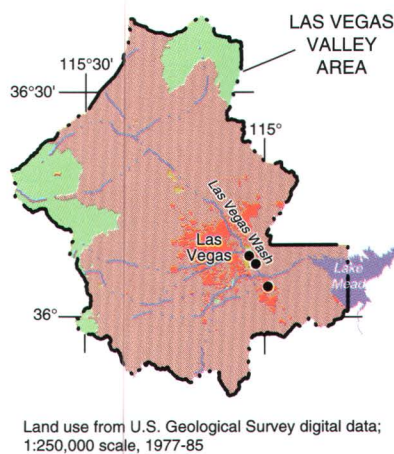 LAS VEGAS
VALLEY
AREA
115°30'
36°30'
115°
Las Vegas Wash
Las
Vegas
Lake
Mead
36°
Land use from U.S. Geological Survey digital data;
1:250,000 scale, 1977-85